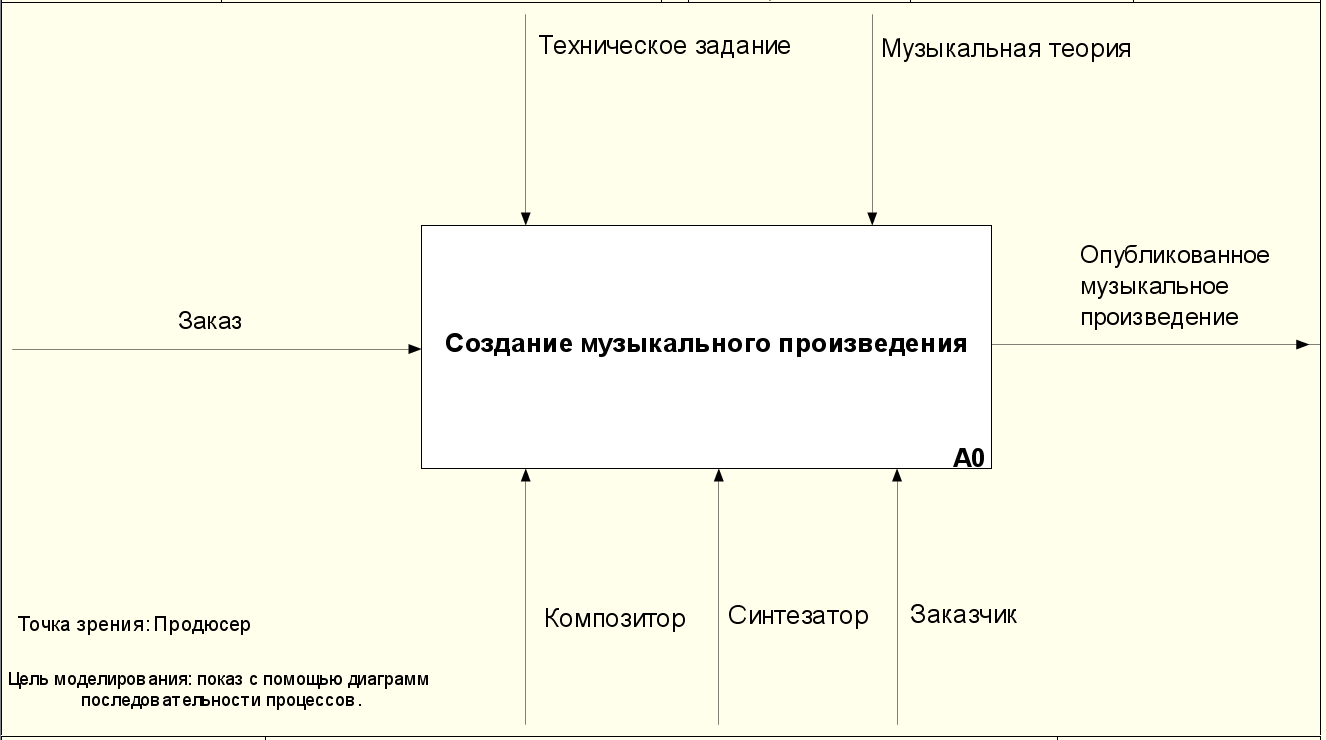 Техническое задание
Музыкальная теория
Опубликованное
музыкальное
произведение
Заказ
Создание музыкального произведения
A0
Композитор
Синтезатор
Заказчик
Точка зрения: Продюсер
Цель моделирования: показ с помощью диаграмм
последовательности процессов.